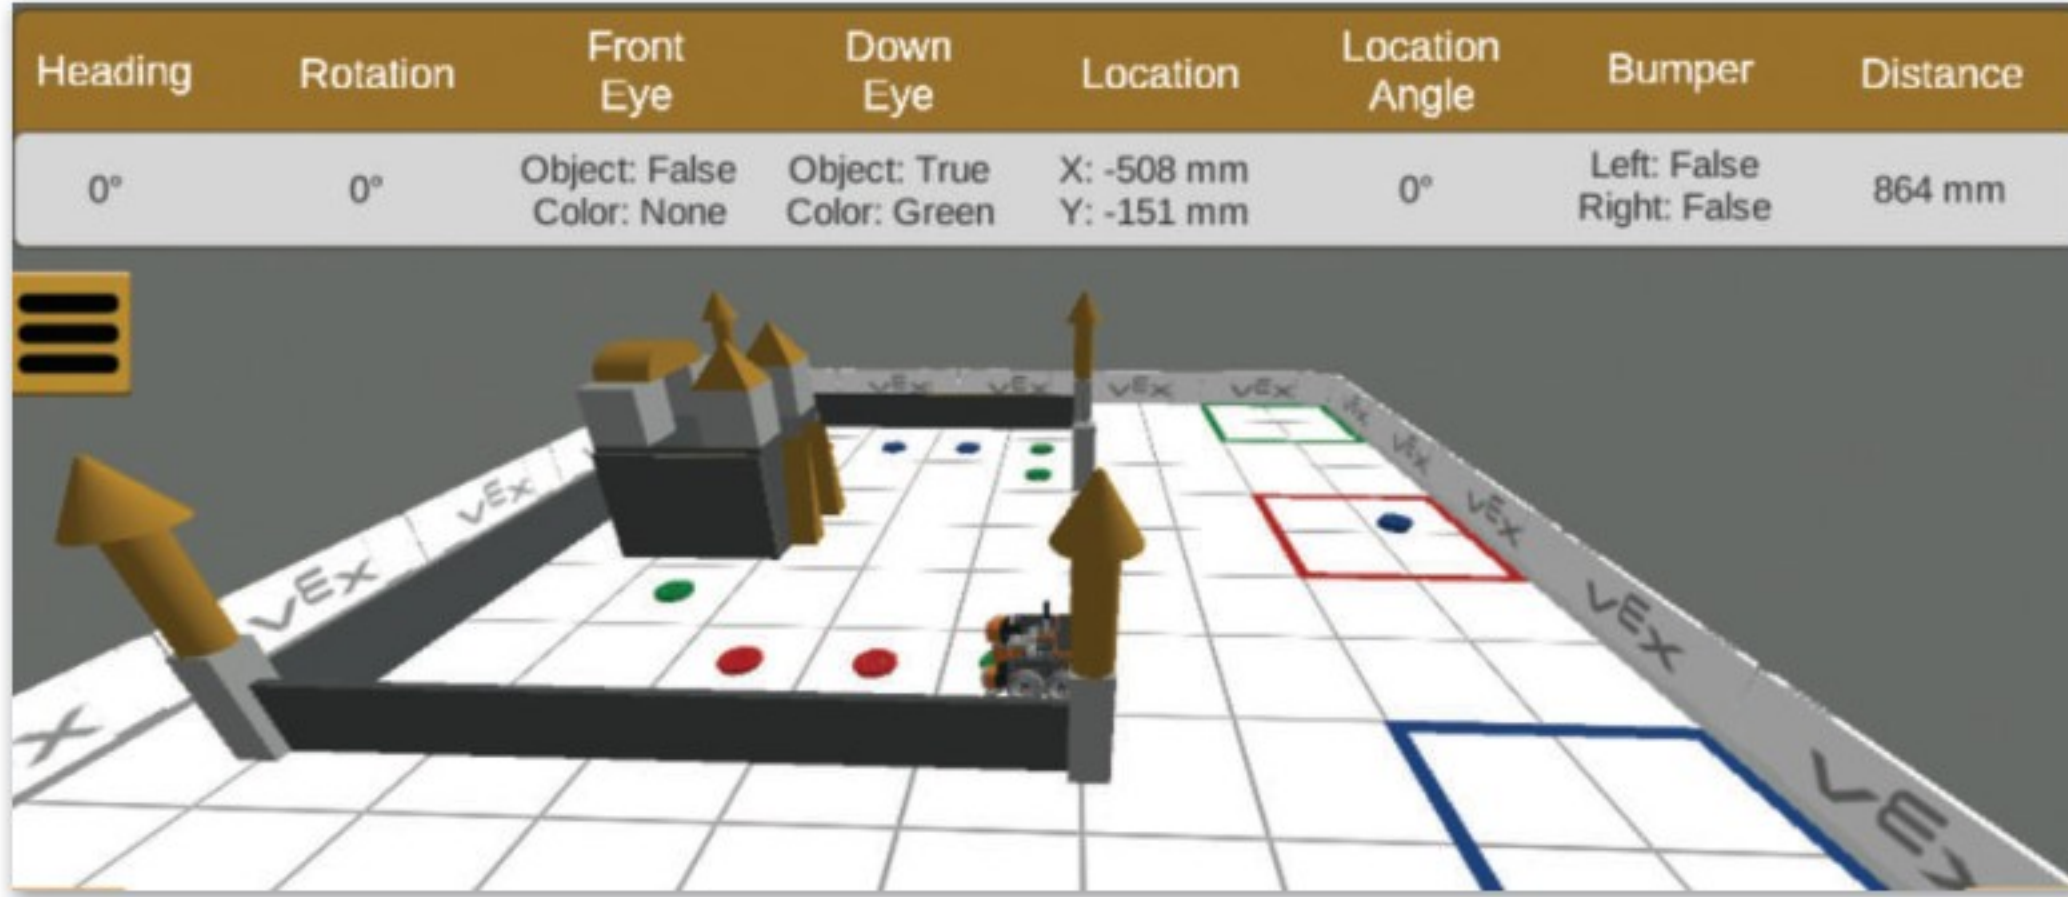 Heading Rotation Front Eye Down Eye Location Location Angle Bumper Distance
0° 0° Object: False Object: True X: -508 mm 0° Left: False 864 mm
Color: None Color: Green Y: -151 mm Right: False
VEX VEX VEX VEX
VEX
VEX
VEX
VEX
VEX
VEX
X
VEX